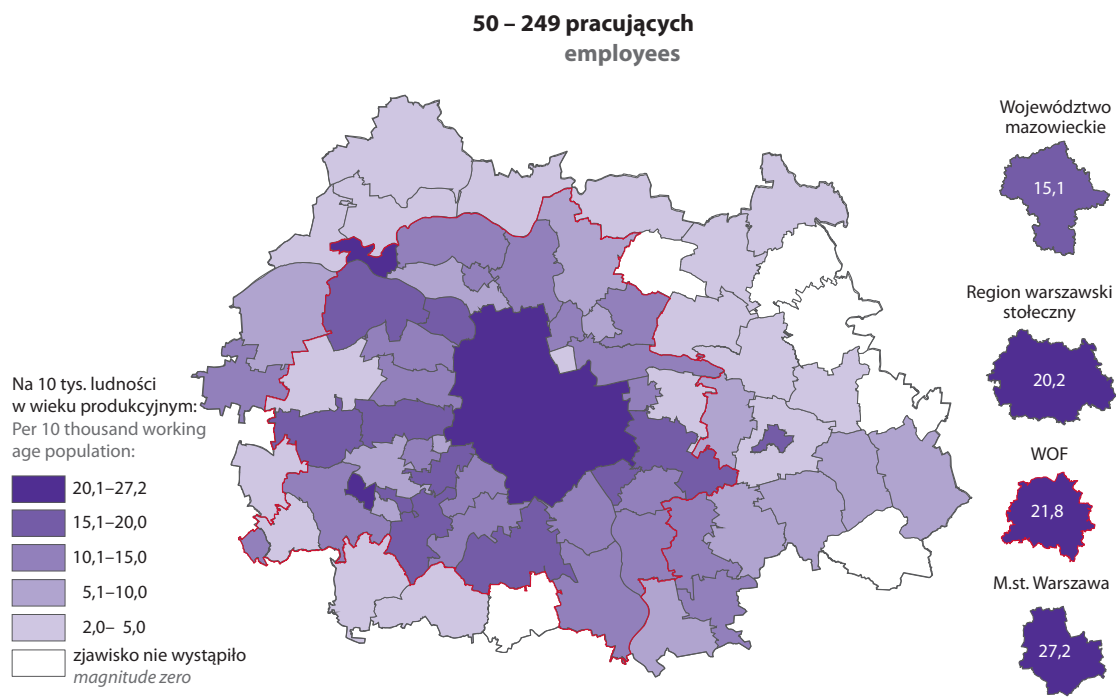 50 – 249 pracujących
employees
Województwo
mazowieckie
15,1
Region warszawski
stołeczny
20,2
WOF
21,8
M.st. Warszawa
27,2
Na 10 tys. ludności
w wieku produkcyjnym:
Per 10 thousand working
age population:
20,1–27,2
15,1–20,0
10,1–15,0
5,1–10,0
2,0– 5,0
zjawisko nie wystąpiło
magnitude zero